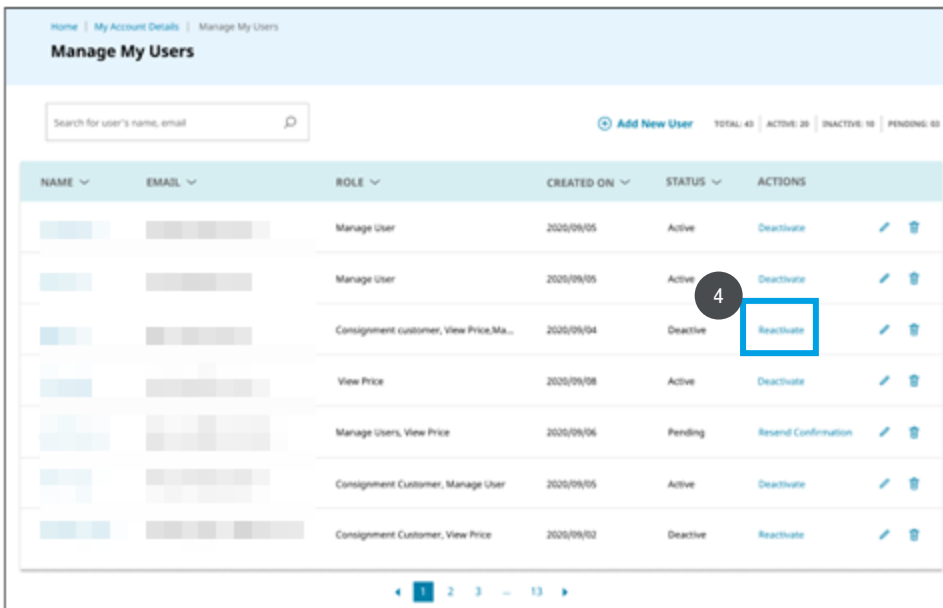 Home | My Account Details | Manage My Users
Manage My Users
Search for user's name, email
Add New User TOTAL: 43 | ACTIVE: 20 | INACTIVE: 10 | PENDING: 03
NAME EMAIL ROLE CREATED ON STATUS ACTIONS
Manage User 2020/09/05 Active Deactivate
Manage User 2020/09/05 Active Deactivate
4
Consignment customer, View Price,Ma... 2020/09/04 Deactive Reactivate
View Price 2020/09/08 Active Deactivate
Manage Users, View Price 2020/09/06 Pending Resend Confirmation
Consignment Customer, Manage User 2020/09/05 Active Deactivate
Consignment Customer, View Price 2020/09/02 Deactive Reactivate
1 2 3 ... 13